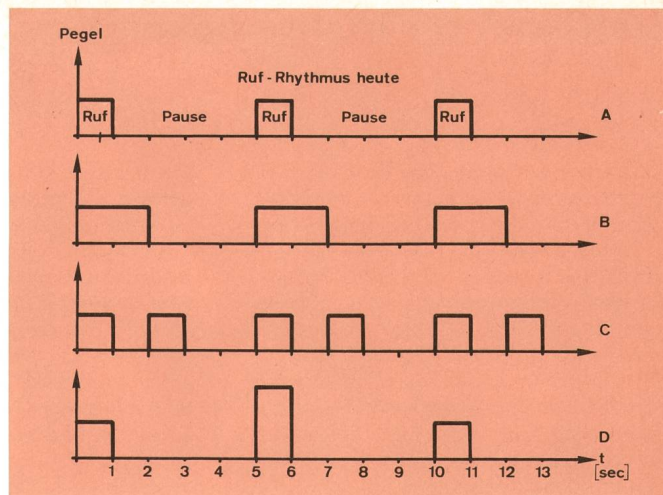 Pegel
Ruf - Rhythmus heute
Ruf Pause Ruf Pause Ruf
A
B
C
D
t
1 2 3 4 5 6 7 8 9 10 11 12 13 [sec]